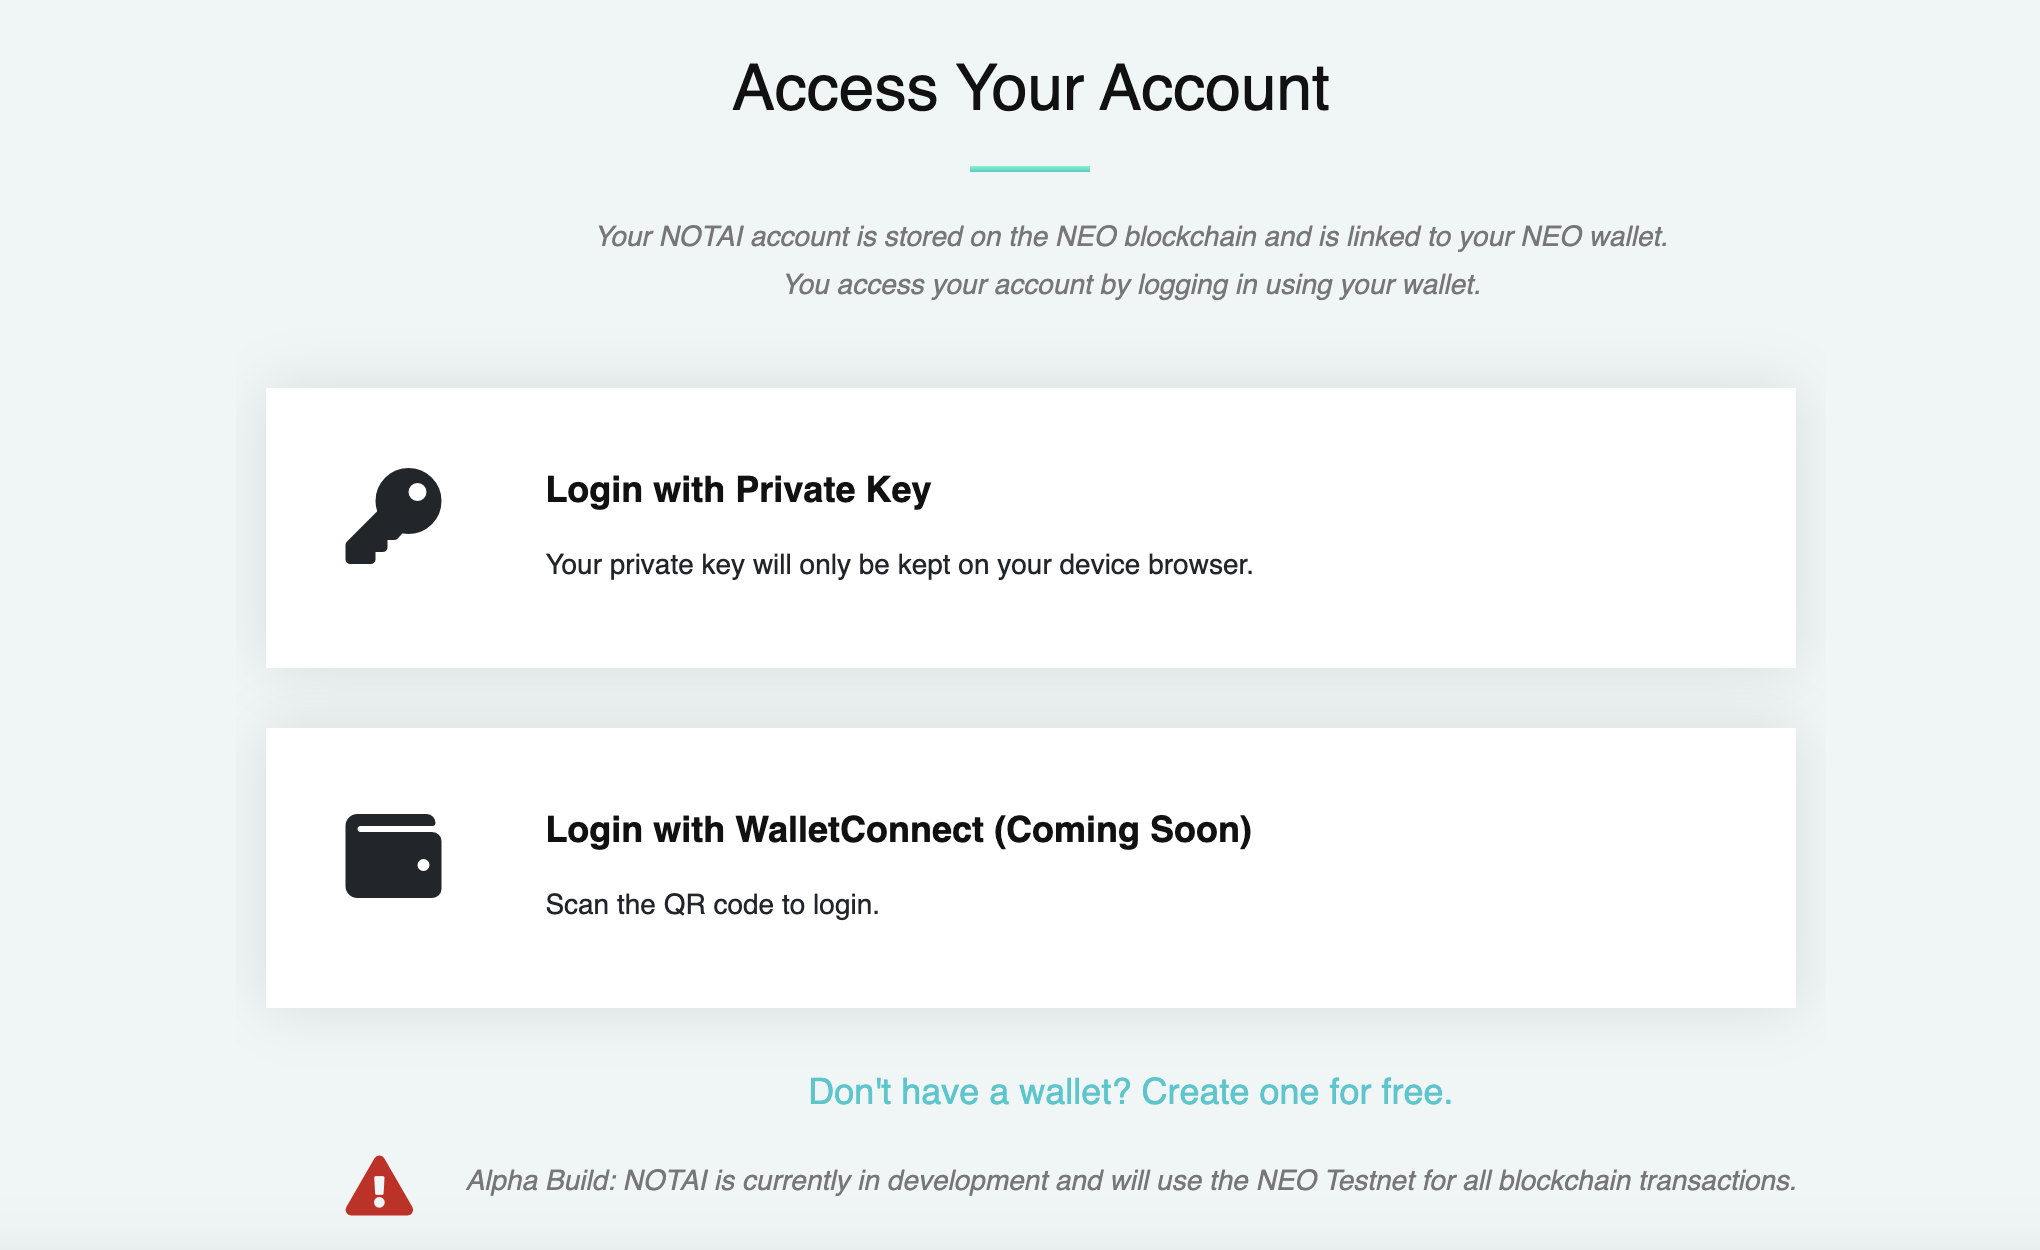 Access Your Account
Your NOTAI account is stored on the NEO blockchain and is linked to your NEO wallet.
You access your account by logging in using your wallet.
Login with Private Key
Your private key will only be kept on your device browser.
Login with WalletConnect (Coming Soon)
Scan the QR code to login.
Don't have a wallet? Create one for free.
Alpha Build: NOTAI is currently in development and will use the NEO Testnet for all blockchain transactions.